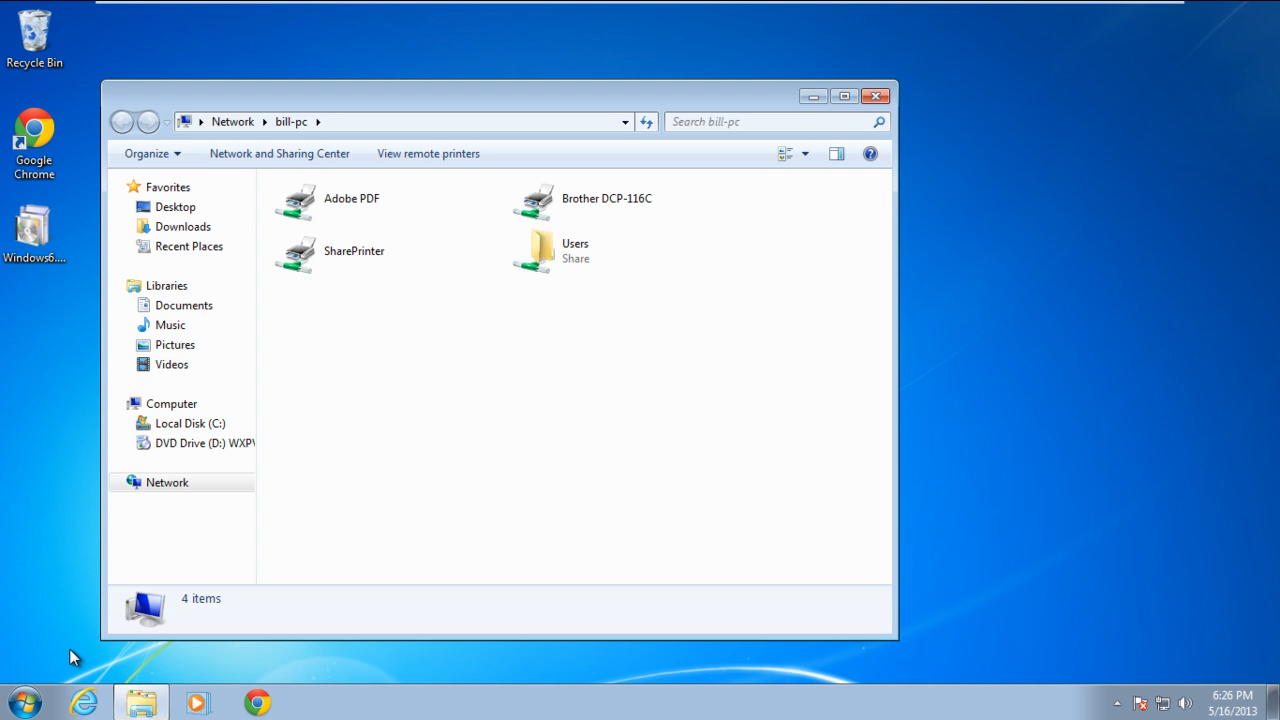 Recycle Bin
Google
Chrome
Windows6....
Network
bill-pc
Search bill-pc
Organize
Network and Sharing Center
View remote printers
Favorites
Desktop
Downloads
Recent Places
Libraries
Documents
Music
Pictures
Videos
Computer
Local Disk (C:)
DVD Drive (D:) WXPV
Network
Adobe PDF
Brother DCP-116C
SharePrinter
Users
Share
4 items
6:26 PM
5/16/2013